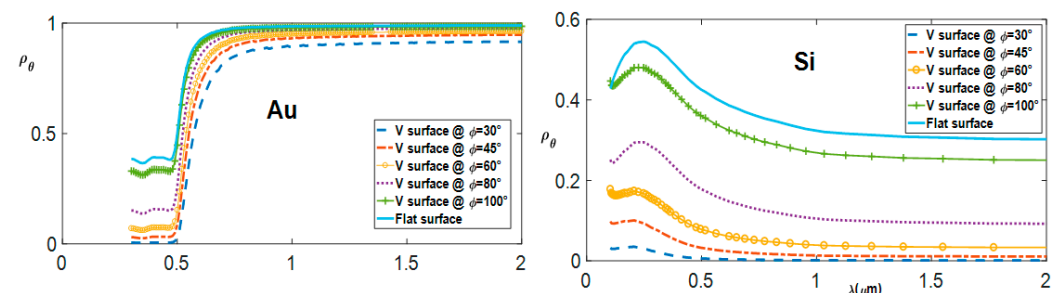 1
0.5
0
ρθ
Au
V surface @ ϕ=30°
V surface @ ϕ=45°
V surface @ ϕ=60°
V surface @ ϕ=80°
V surface @ ϕ=100°
Flat surface
0 0.5 1 1.5 2
0.6
0.4
0.2
0
ρθ
Si
V surface @ ϕ=30°
V surface @ ϕ=45°
V surface @ ϕ=60°
V surface @ ϕ=80°
V surface @ ϕ=100°
Flat surface
0 0.5 1 1.5 2
λ(μm)